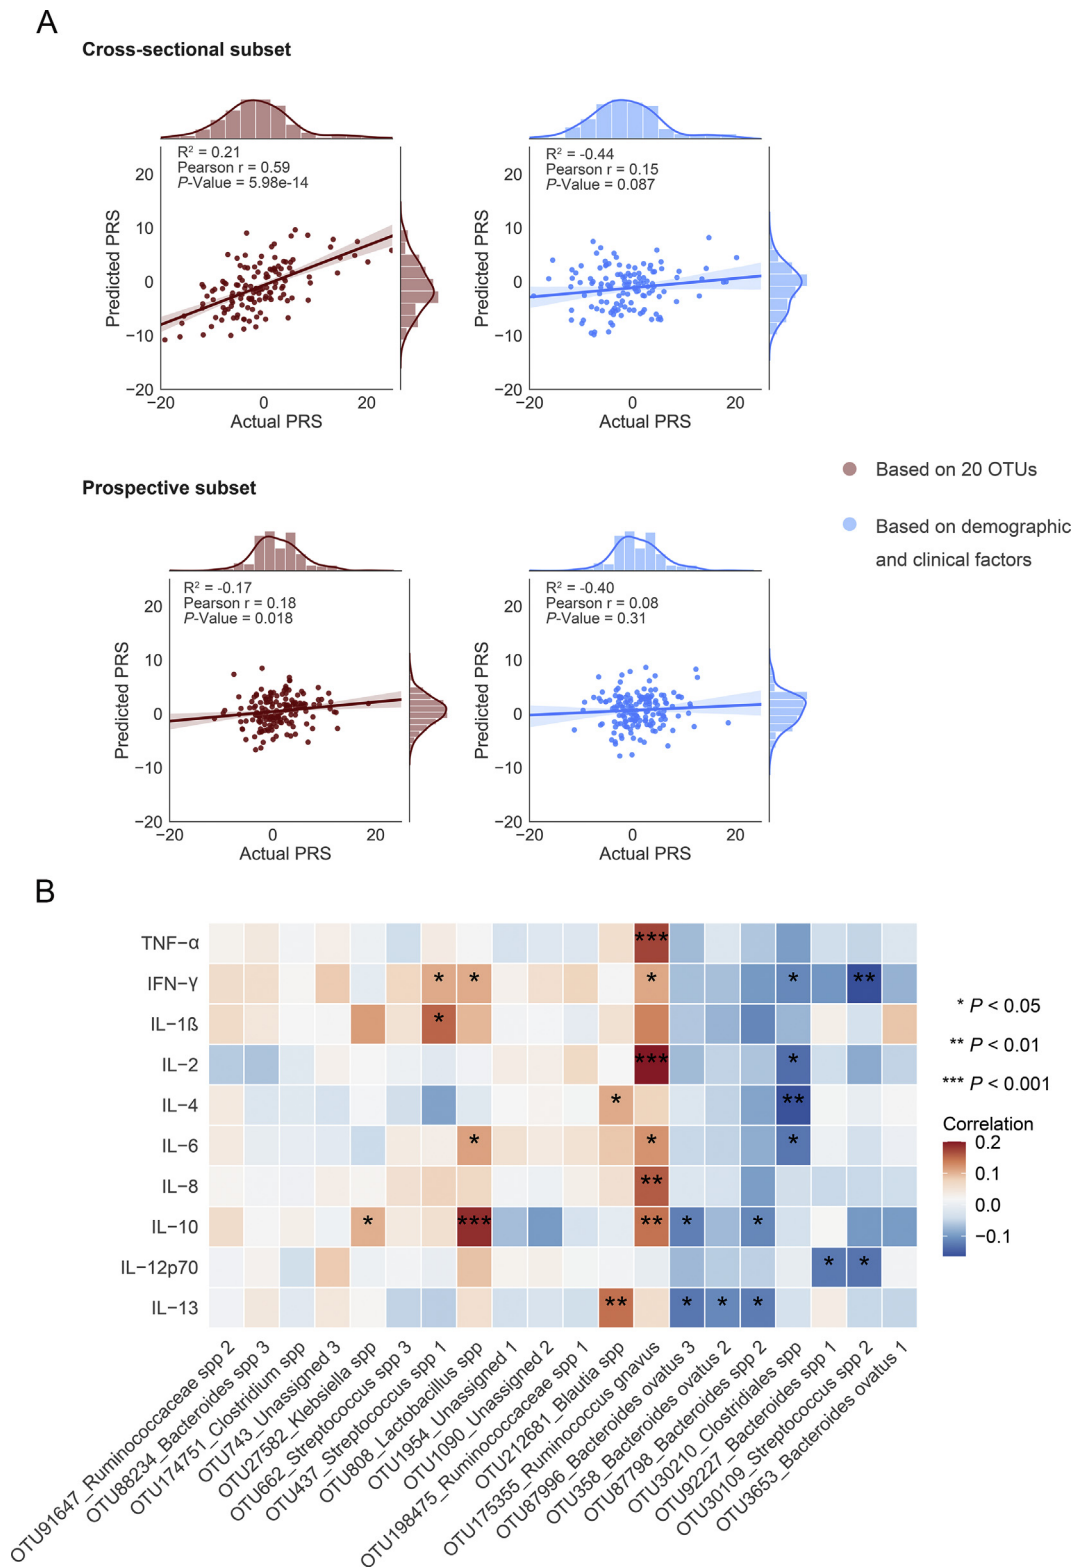 A
Cross-sectional subset
R² = 0.21
Pearson r = 0.59
P-Value = 5.98e-14
20
10
0
−10
−20
Predicted PRS
−20 0 20
Actual PRS
R² = -0.44
Pearson r = 0.15
P-Value = 0.087
20
10
0
−10
−20
Predicted PRS
−20 0 20
Actual PRS
Based on 20 OTUs
Based on demographic
and clinical factors
Prospective subset
R² = -0.17
Pearson r = 0.18
P-Value = 0.018
20
10
0
−10
−20
Predicted PRS
−20 0 20
Actual PRS
R² = -0.40
Pearson r = 0.08
P-Value = 0.31
20
10
0
−10
−20
Predicted PRS
−20 0 20
Actual PRS
B
TNF−α ***
IFN−γ * * * * **
IL−1ß *
IL−2 *** *
IL−4 * **
IL−6 * * *
IL−8 **
IL−10 * *** ** * *
IL−12p70 * *
IL−13 ** * * *
* P < 0.05
** P < 0.01
*** P < 0.001
Correlation
0.2
0.1
0.0
−0.1
OTU91647_Ruminococcaceae spp 2
OTU88234_Bacteroides spp 3
OTU174751_Clostridium spp
OTU743_Unassigned 3
OTU27582_Klebsiella spp
OTU662_Streptococcus spp 3
OTU437_Streptococcus spp 1
OTU808_Lactobacillus spp
OTU1954_Unassigned 1
OTU1090_Unassigned 2
OTU198475_Ruminococcaceae spp 1
OTU212681_Blautia spp
OTU175355_Ruminococcus gnavus
OTU87996_Bacteroides ovatus 3
OTU358_Bacteroides ovatus 2
OTU87798_Bacteroides spp 2
OTU30210_Clostridiales spp
OTU92227_Bacteroides spp 1
OTU30109_Streptococcus spp 2
OTU3653_Bacteroides ovatus 1